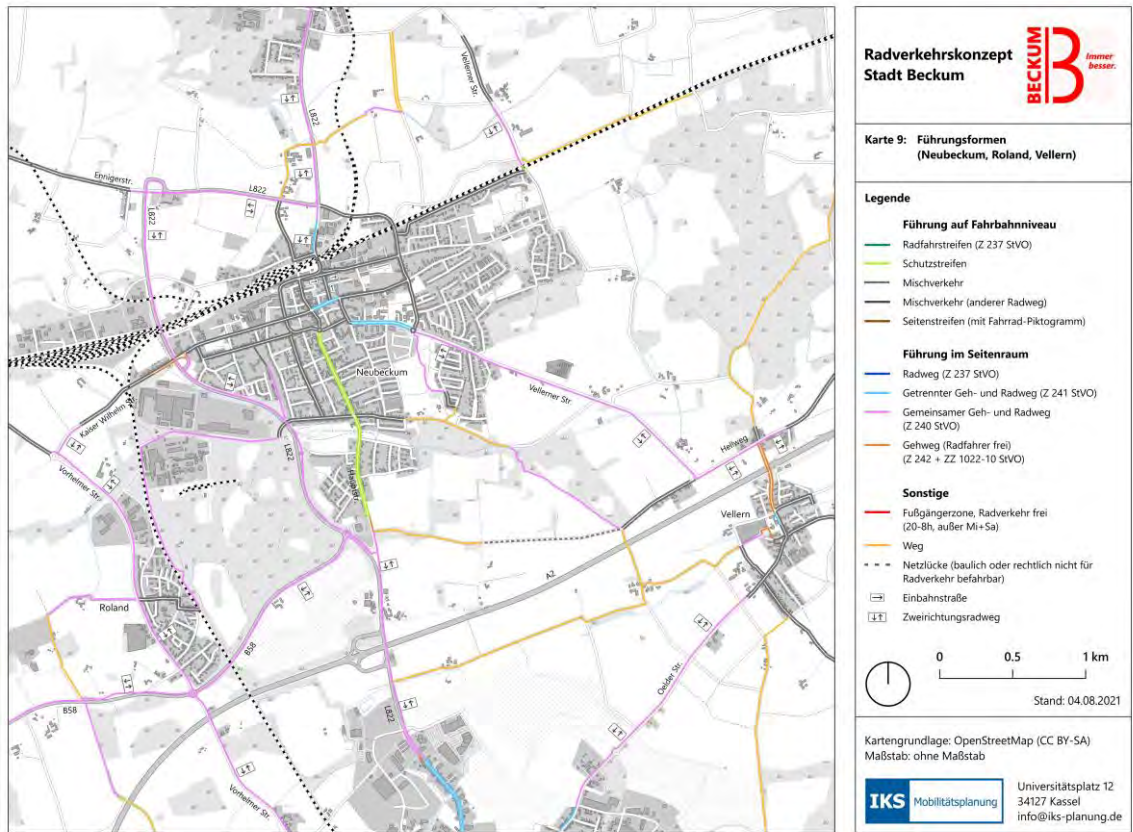 Vellerner Str.
L822
Ennigerstr.
L822
L822
Neubeckum
Vellerner Str.
Kaiser Wilhelm Str.
Hellweg
Vorhelmer Str.
L822
Hauptstr.
Vellern
A2
Roland
B58
Oelder Str.
B58
L822
Vorhelmer Str.
Radverkehrskonzept
Stadt Beckum
BECKUM
B
Immer
besser.
Karte 9: Führungsformen
(Neubeckum, Roland, Vellern)
Legende
Führung auf Fahrbahnniveau
Radfahrstreifen (Z 237 StVO)
Schutzstreifen
Mischverkehr
Mischverkehr (anderer Radweg)
Seitenstreifen (mit Fahrrad-Piktogramm)
Führung im Seitenraum
Radweg (Z 237 StVO)
Getrennter Geh- und Radweg (Z 241 StVO)
Gemeinsamer Geh- und Radweg
(Z 240 StVO)
Gehweg (Radfahrer frei)
(Z 242 + ZZ 1022-10 StVO)
Sonstige
Fußgängerzone, Radverkehr frei
(20-8h, außer Mi+Sa)
Weg
Netzlücke (baulich oder rechtlich nicht für
Radverkehr befahrbar)
Einbahnstraße
Zweirichtungsradweg
0 0.5 1 km
Stand: 04.08.2021
Kartengrundlage: OpenStreetMap (CC BY-SA)
Maßstab: ohne Maßstab
IKS Mobilitätsplanung
Universitätsplatz 12
34127 Kassel
info@iks-planung.de